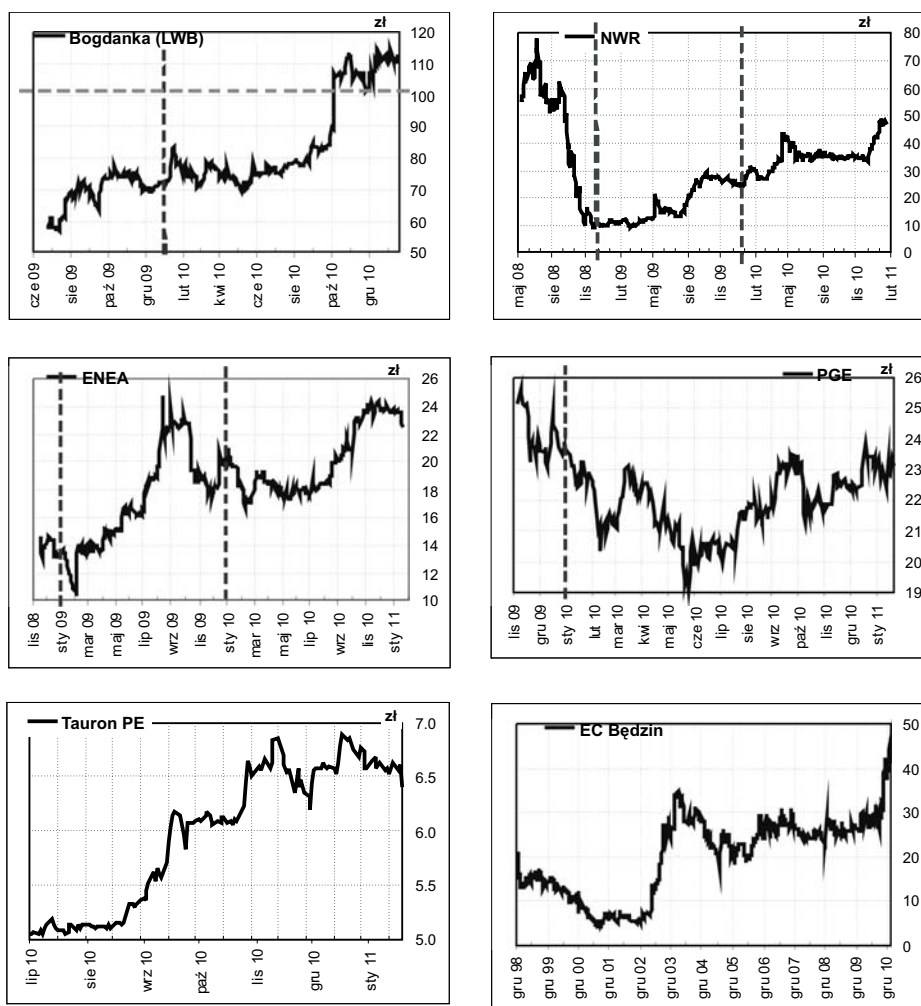 zł
Bogdanka (LWB)
120
110
100
90
80
70
60
50
cze 09
sie 09
paź 09
gru 09
lut 10
kwi 10
cze 10
sie 10
paź 10
gru 10
zł
NWR
80
70
60
50
40
30
20
10
0
maj 08
sie 08
lis 08
lut 09
maj 09
sie 09
lis 09
lut 10
maj 10
sie 10
lis 10
lut 11
zł
ENEA
26
24
22
20
18
16
14
12
10
lis 08
sty 09
mar 09
maj 09
lip 09
wrz 09
lis 09
sty 10
mar 10
maj 10
lip 10
wrz 10
lis 10
sty 11
zł
PGE
26
25
24
23
22
21
20
19
lis 09
gru 09
sty 10
lut 10
mar 10
kwi 10
maj 10
cze 10
lip 10
sie 10
wrz 10
paź 10
lis 10
gru 10
sty 11
zł
Tauron PE
7.0
6.5
6.0
5.5
5.0
lip 10
sie 10
wrz 10
paź 10
lis 10
gru 10
sty 11
EC Będzin
50
40
30
20
10
0
gru 98
gru 99
gru 00
gru 01
gru 02
gru 03
gru 04
gru 05
gru 06
gru 07
gru 08
gru 09
gru 10